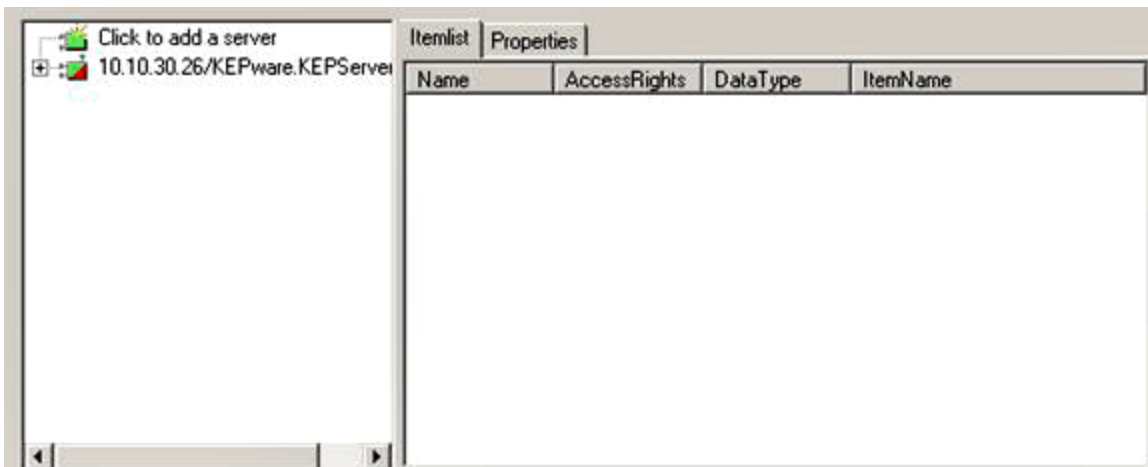 Click to add a server
10.10.30.26/KEPware.KEPServer
Itemlist
Properties
Name
AccessRights
DataType
ItemName